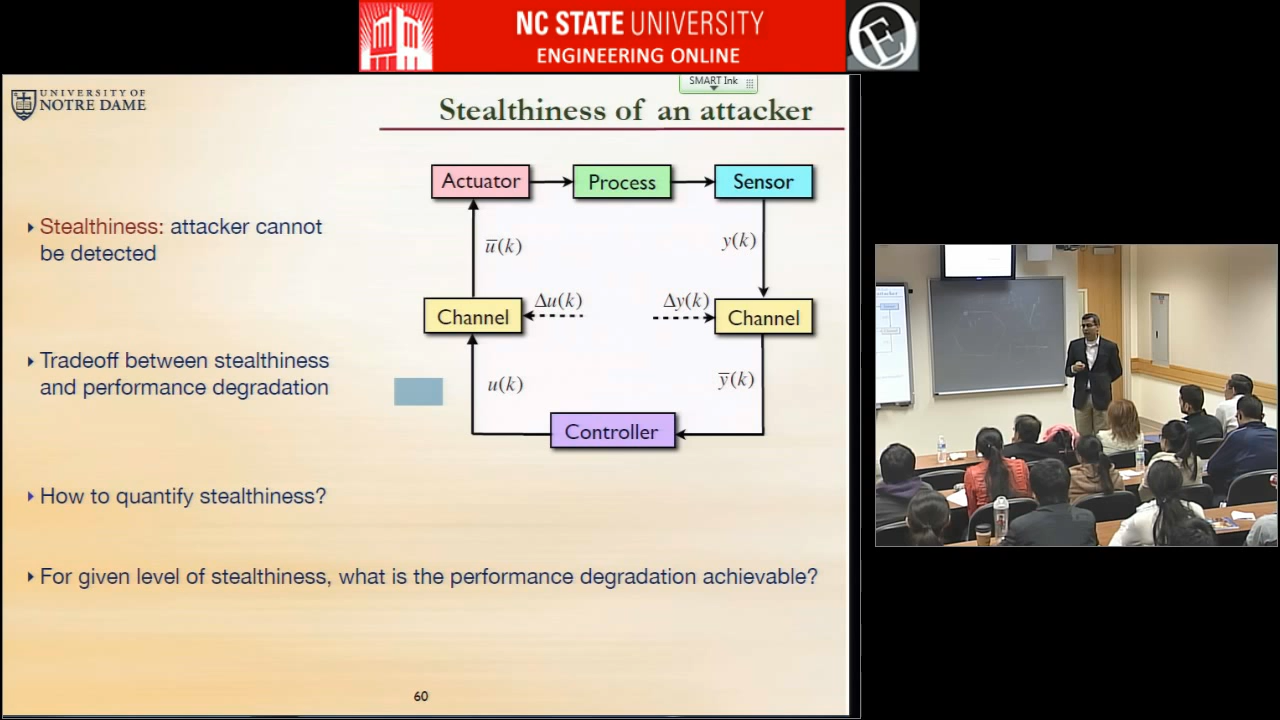 NC STATE UNIVERSITY
ENGINEERING ONLINE
OE
SMART Ink
UNIVERSITY OF
NOTRE DAME
Stealthiness of an attacker
Actuator
Process
Sensor
Stealthiness: attacker cannot
be detected
u̅(k)
y(k)
Δu(k)
Δy(k)
Channel
Channel
Tradeoff between stealthiness
and performance degradation
u(k)
y̅(k)
Controller
How to quantify stealthiness?
For given level of stealthiness, what is the performance degradation achievable?
60